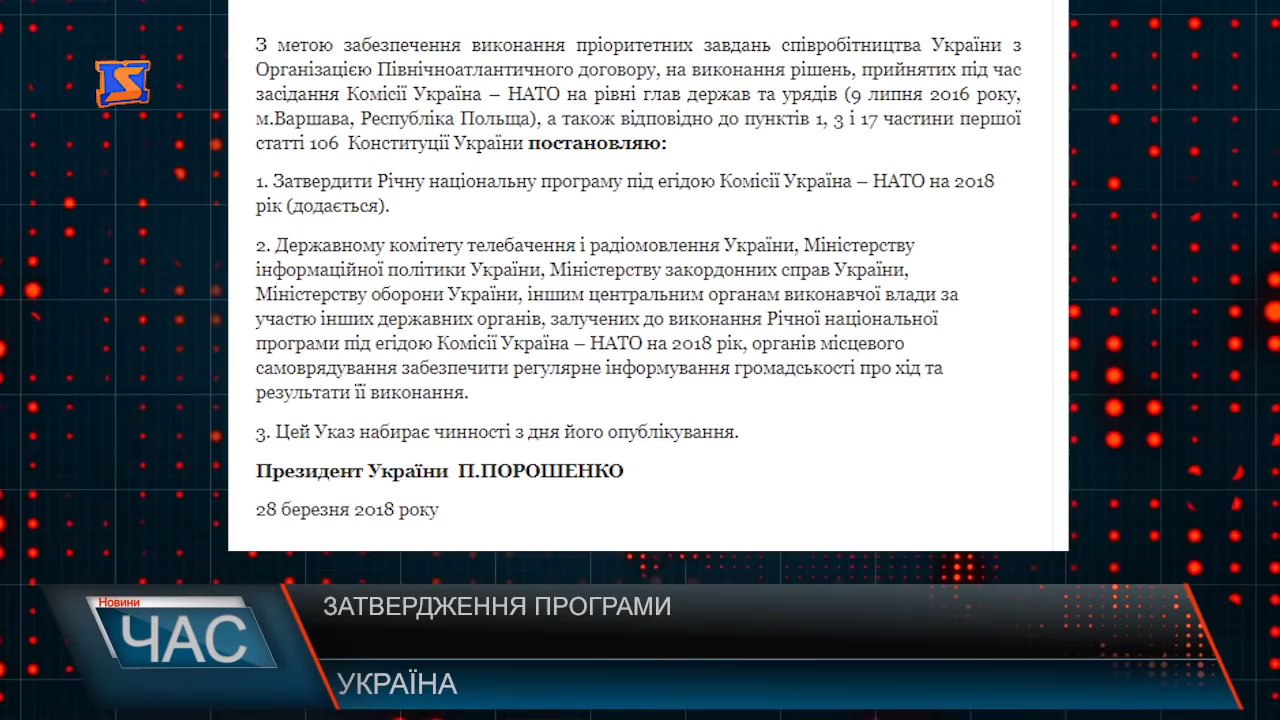 З метою забезпечення виконання пріоритетних завдань співробітництва України з
Організацією Північноатлантичного договору, на виконання рішень, прийнятих під час
засідання Комісії Україна – НАТО на рівні глав держав та урядів (9 липня 2016 року,
м.Варшава, Республіка Польща), а також відповідно до пунктів 1, 3 і 17 частини першої
статті 106 Конституції України постановляю:
1. Затвердити Річну національну програму під егідою Комісії Україна – НАТО на 2018
рік (додається).
2. Державному комітету телебачення і радіомовлення України, Міністерству
інформаційної політики України, Міністерству закордонних справ України,
Міністерству оборони України, іншим центральним органам виконавчої влади за
участю інших державних органів, залучених до виконання Річної національної
програми під егідою Комісії Україна – НАТО на 2018 рік, органів місцевого
самоврядування забезпечити регулярне інформування громадськості про хід та
результати її виконання.
3. Цей Указ набирає чинності з дня його опублікування.
Президент України П.ПОРОШЕНКО
28 березня 2018 року
Новини
ЧАС
ЗАТВЕРДЖЕННЯ ПРОГРАМИ
УКРАЇНА